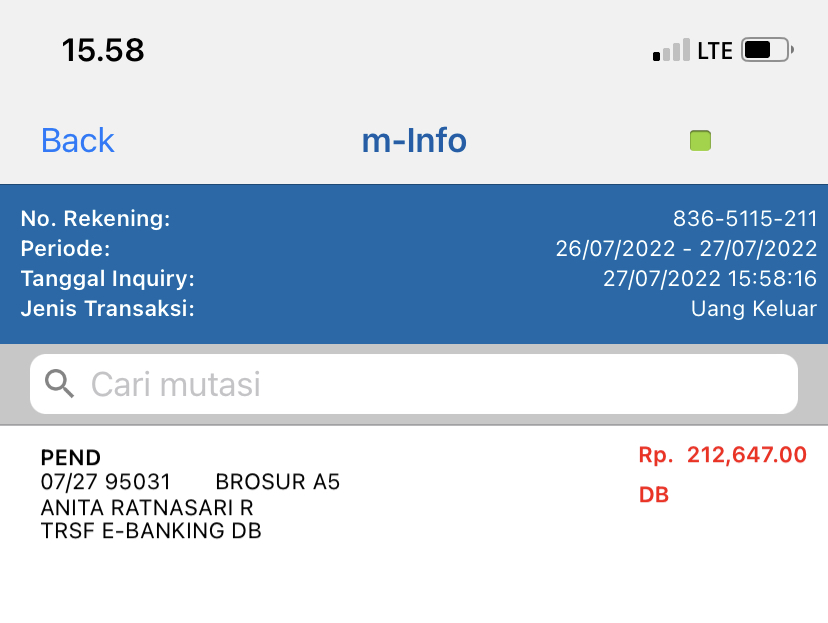 15.58 LTE
Back m-Info
No. Rekening: 836-5115-211
Periode: 26/07/2022 - 27/07/2022
Tanggal Inquiry: 27/07/2022 15:58:16
Jenis Transaksi: Uang Keluar
Cari mutasi
PEND Rp. 212,647.00
07/27 95031 BROSUR A5 DB
ANITA RATNASARI R
TRSF E-BANKING DB